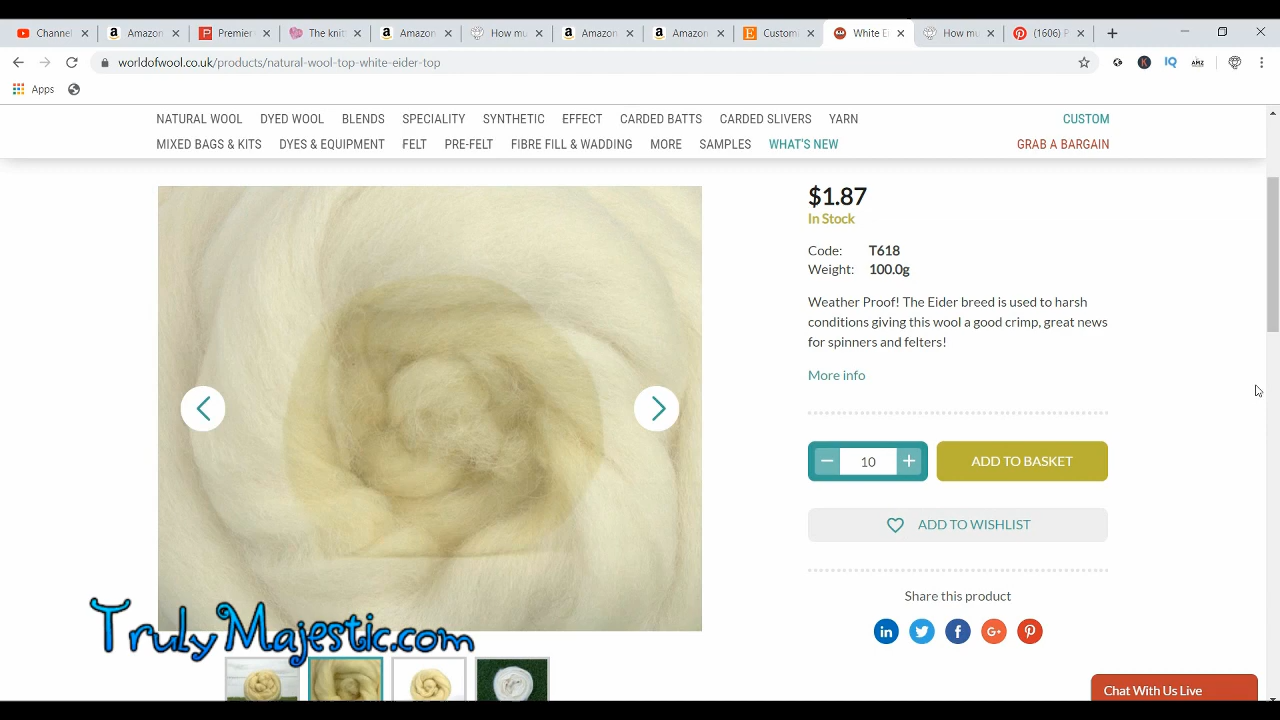 Channel
Amazon
Premier
The knit
Amazon
How mu
Amazon
Amazon
Custom
White Ei
How mu
(1606) P
worldofwool.co.uk/products/natural-wool-top-white-eider-top
Apps
NATURAL WOOL DYED WOOL BLENDS SPECIALITY SYNTHETIC EFFECT CARDED BATTS CARDED SLIVERS YARN CUSTOM
MIXED BAGS & KITS DYES & EQUIPMENT FELT PRE-FELT FIBRE FILL & WADDING MORE SAMPLES WHAT'S NEW GRAB A BARGAIN
$1.87
In Stock
Code: T618
Weight: 100.0g
Weather Proof! The Eider breed is used to harsh
conditions giving this wool a good crimp, great news
for spinners and felters!
More info
10
ADD TO BASKET
ADD TO WISHLIST
Share this product
TrulyMajestic.com
Chat With Us Live